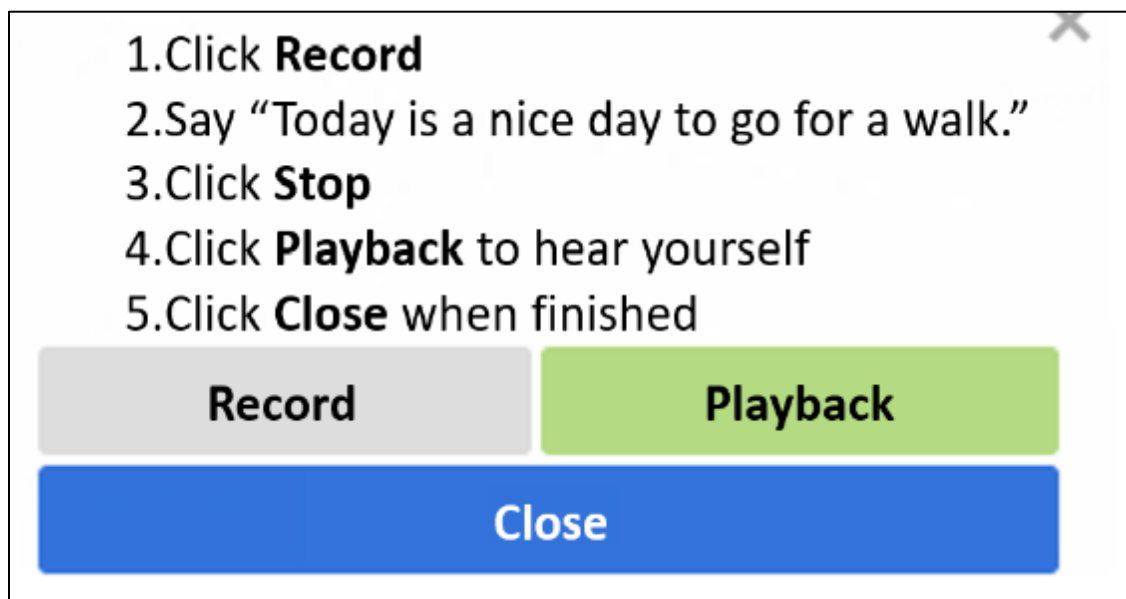 1.Click Record
2.Say “Today is a nice day to go for a walk.”
3.Click Stop
4.Click Playback to hear yourself
5.Click Close when finished
Record Playback
Close